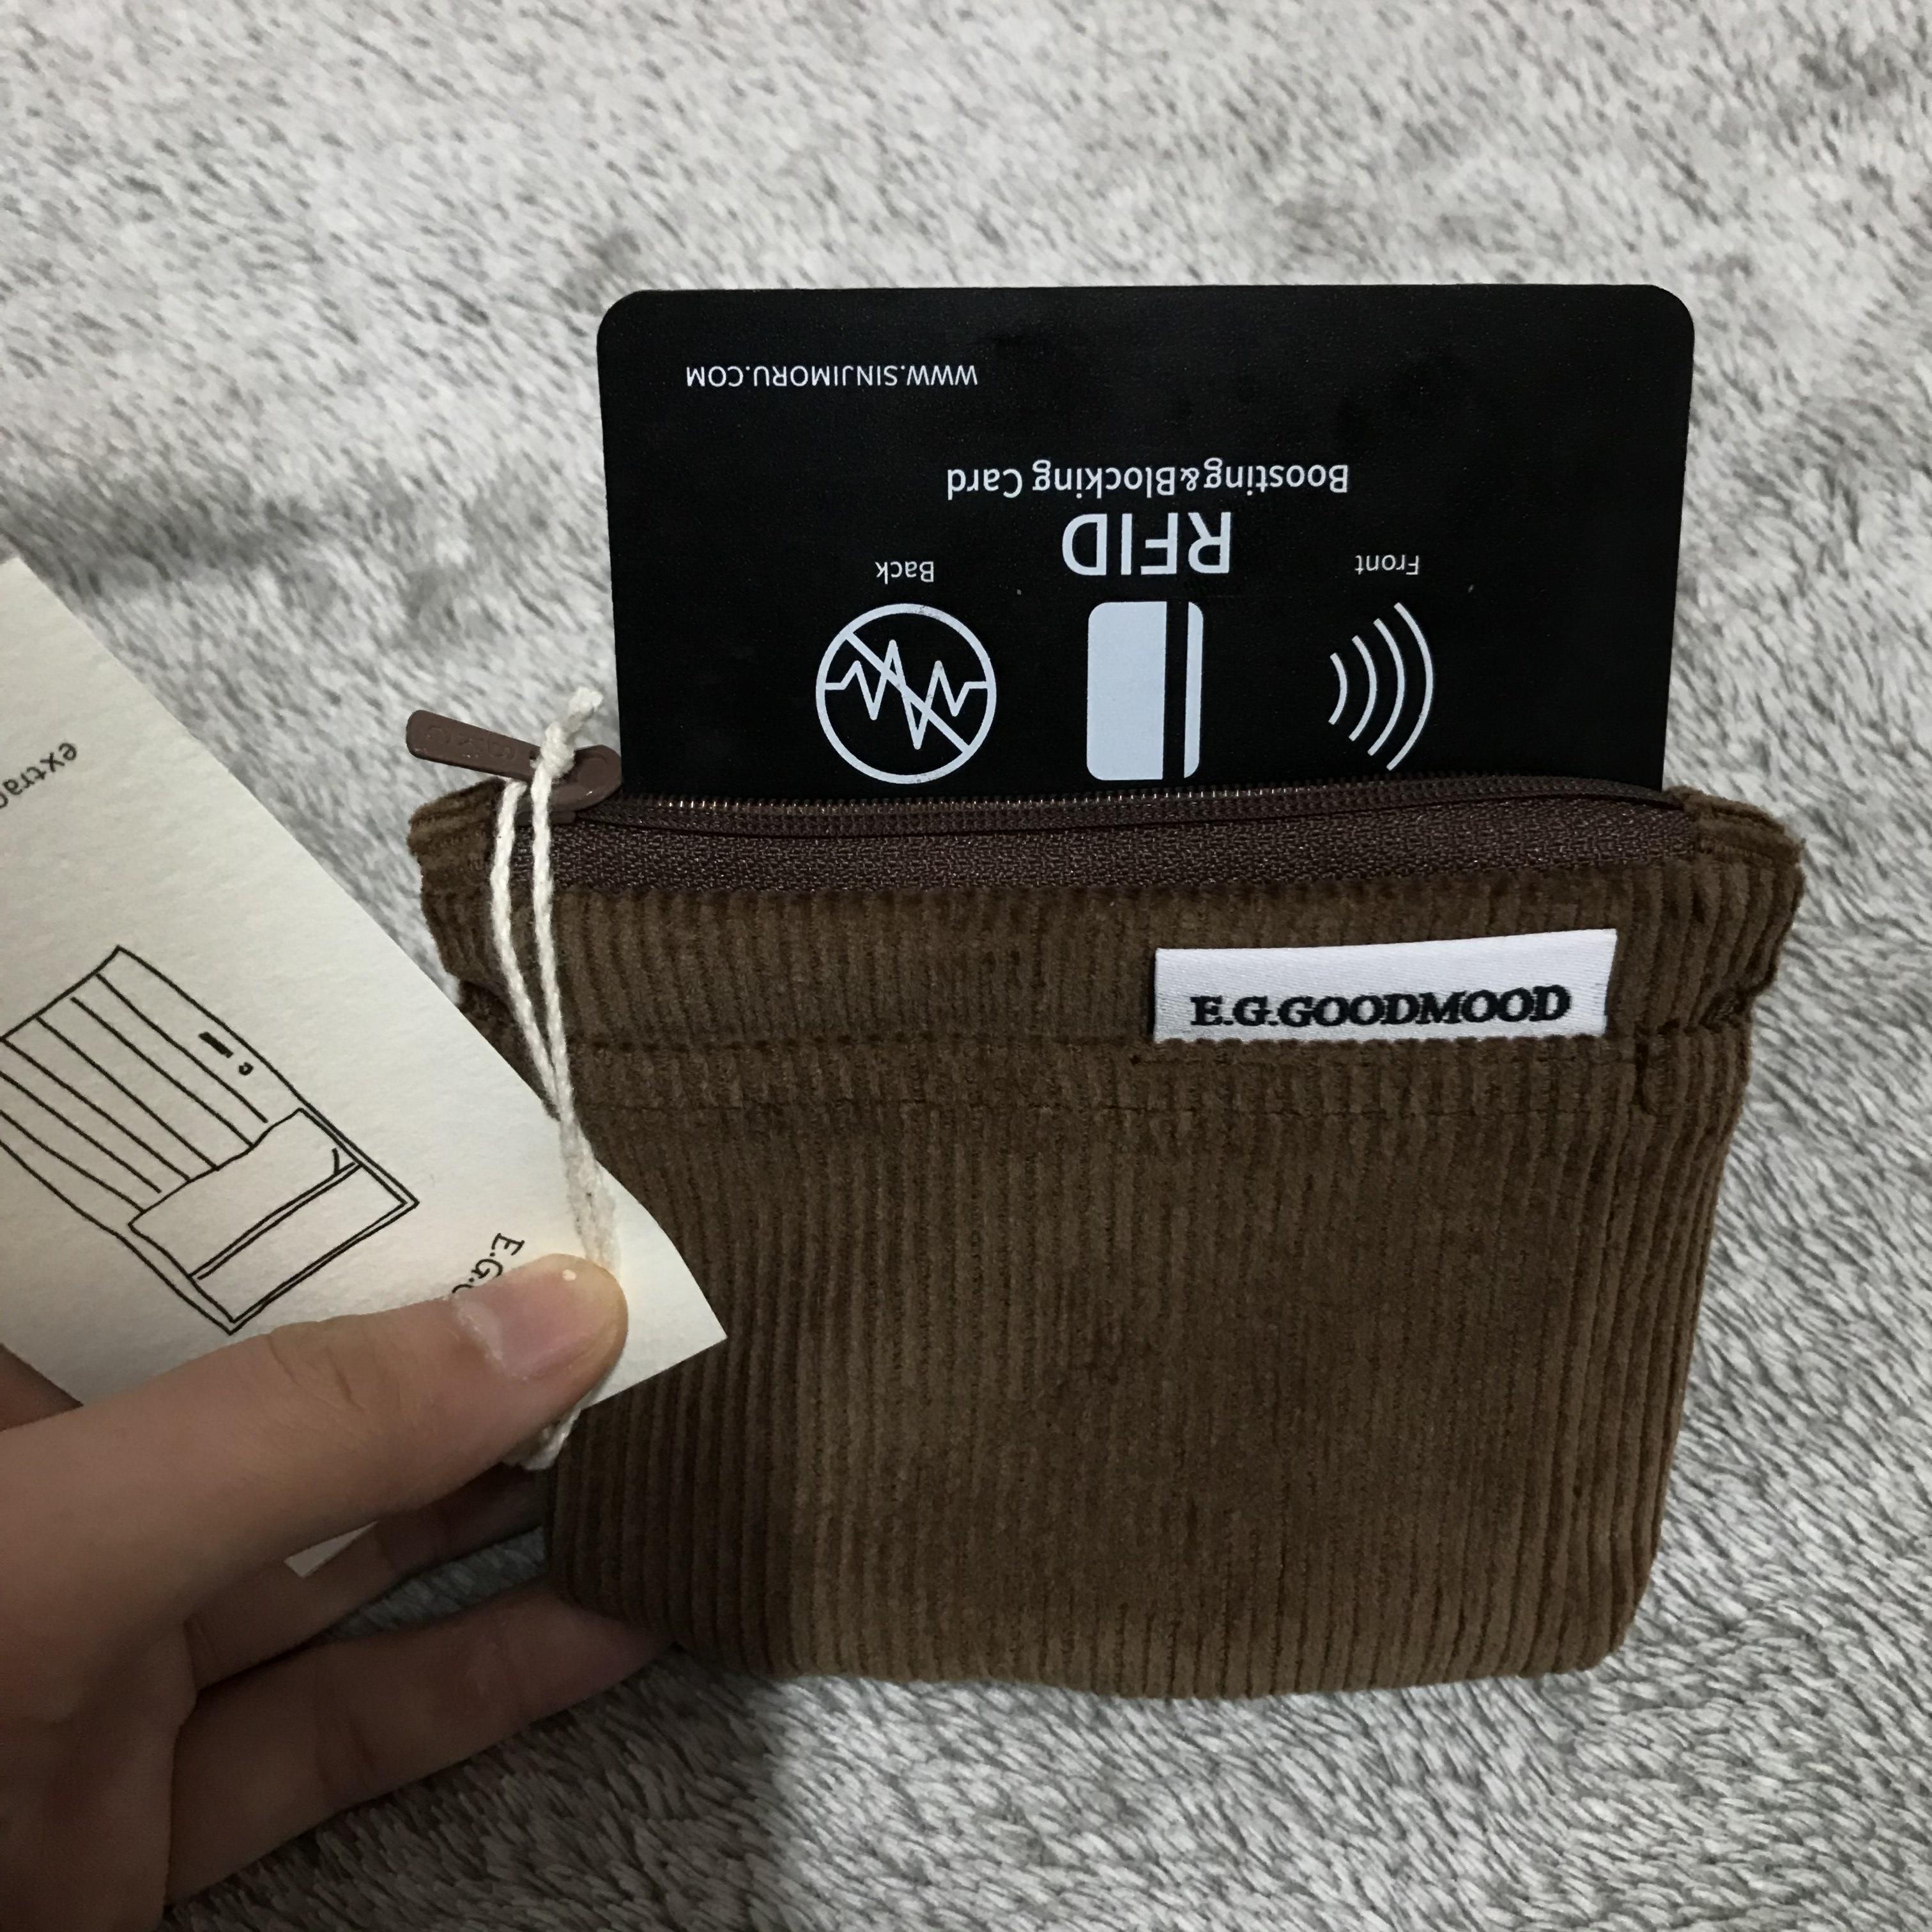 WWW.SINJIMORU.COM
Boosting&Blocking Card
RFID
Back
Front
E.G.GOODMOOD